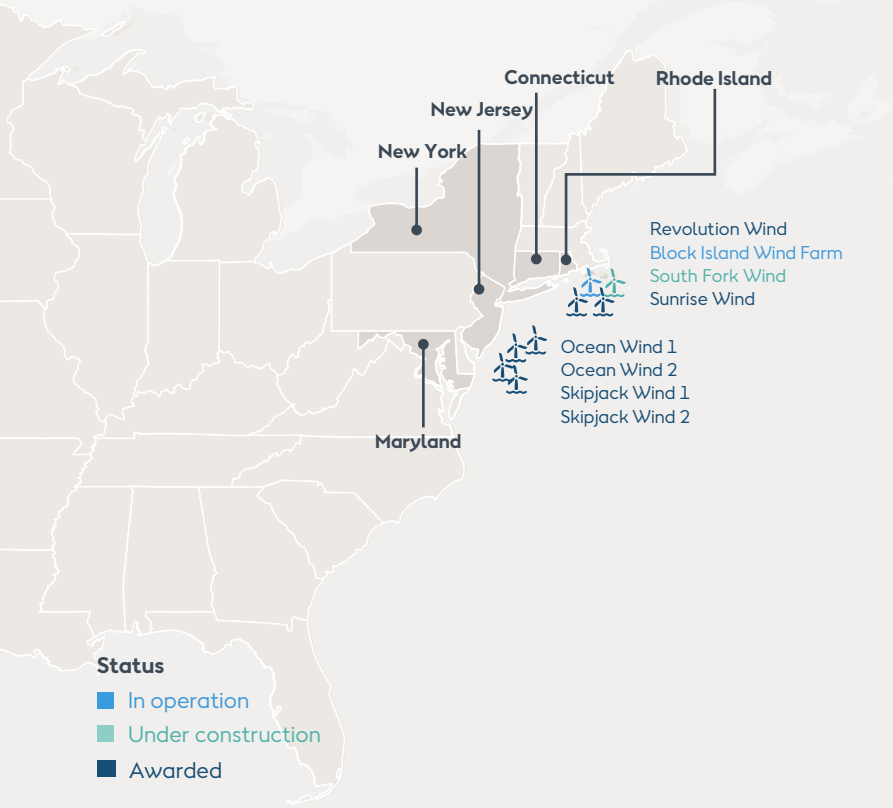 Connecticut
Rhode Island
New Jersey
New York
Revolution Wind
Block Island Wind Farm
South Fork Wind
Sunrise Wind
Ocean Wind 1
Ocean Wind 2
Skipjack Wind 1
Skipjack Wind 2
Maryland
Status
In operation
Under construction
Awarded